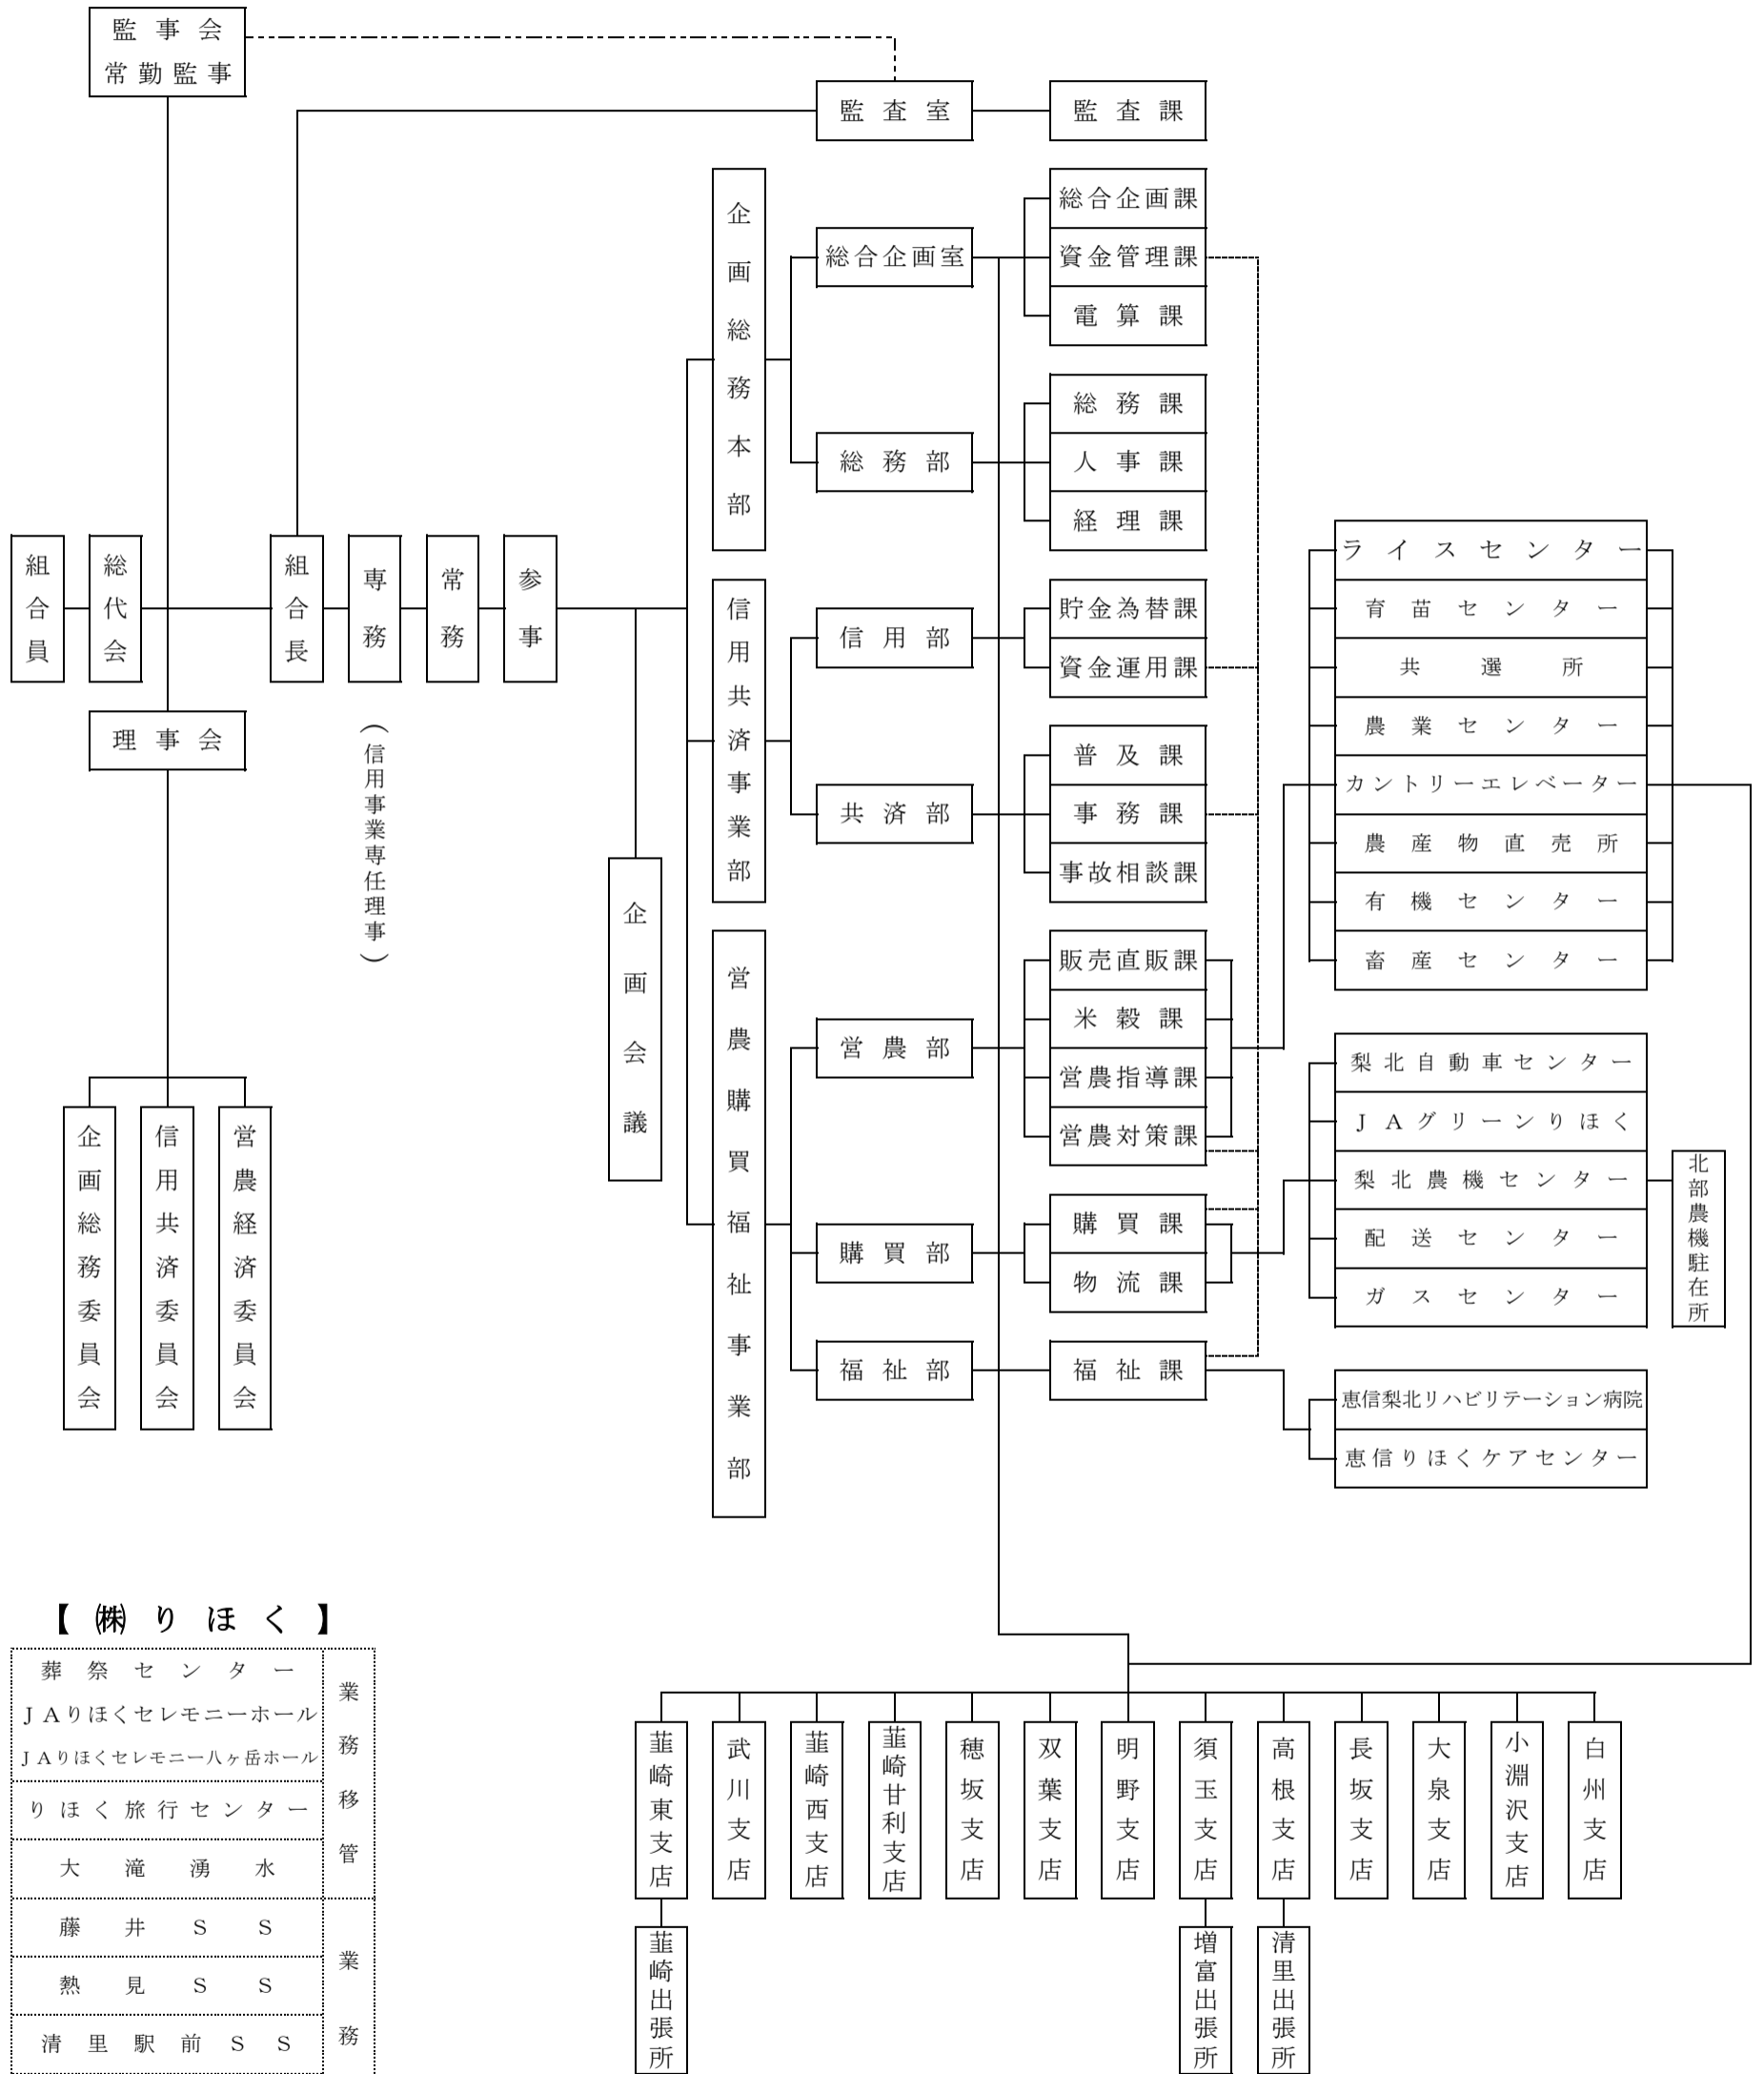 監事会
常勤監事
監査室
監査課
企画総務本部
総合企画室
総合企画課
資金管理課
電算課
総務部
総務課
人事課
経理課
組合員
総代会
組合長
専務
常務
参事
理事会
（信用事業専任理事）
企画会議
信用共済事業部
信用部
貯金為替課
資金運用課
共済部
普及課
事務課
事故相談課
営農購買福祉事業部
営農部
販売直販課
米穀課
営農指導課
営農対策課
購買部
購買課
物流課
福祉部
福祉課
ライスセンター
育苗センター
共選所
農業センター
カントリーエレベーター
農産物直売所
有機センター
畜産センター
梨北自動車センター
ＪＡグリーンりほく
梨北農機センター
配送センター
ガスセンター
北部農機駐在所
恵信梨北リハビリテーション病院
恵信りほくケアセンター
企画総務委員会
信用共済委員会
営農経済委員会
【㈱りほく】
葬祭センター
ＪＡりほくセレモニーホール
ＪＡりほくセレモニー八ヶ岳ホール
りほく旅行センター
大滝湧水
業務移管
藤井ＳＳ
熱見ＳＳ
清里駅前ＳＳ
業務
韮崎東支店
武川支店
韮崎西支店
韮崎甘利支店
穂坂支店
双葉支店
明野支店
須玉支店
高根支店
長坂支店
大泉支店
小淵沢支店
白州支店
韮崎出張所
増富出張所
清里出張所